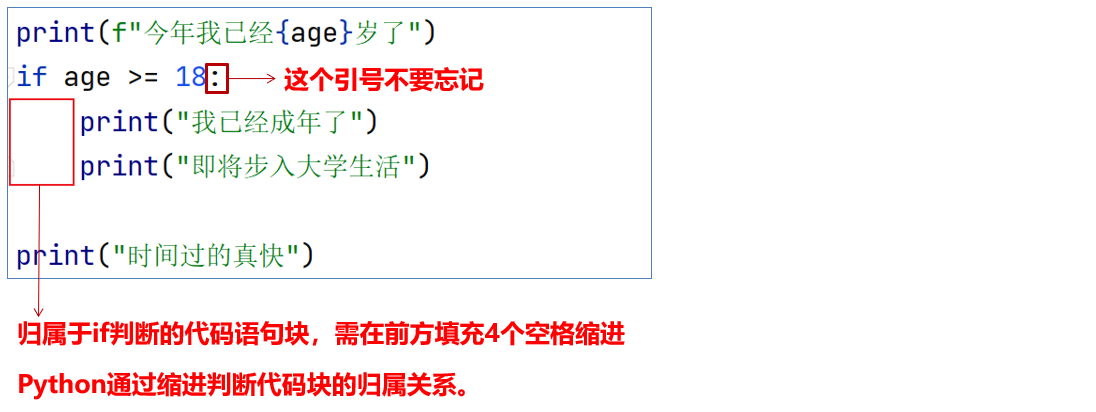 print(f"今年我已经{age}岁了")
if age >= 18:
这个引号不要忘记
print("我已经成年了")
print("即将步入大学生活")
print("时间过的真快")
归属于if判断的代码语句块，需在前方填充4个空格缩进
Python通过缩进判断代码块的归属关系。